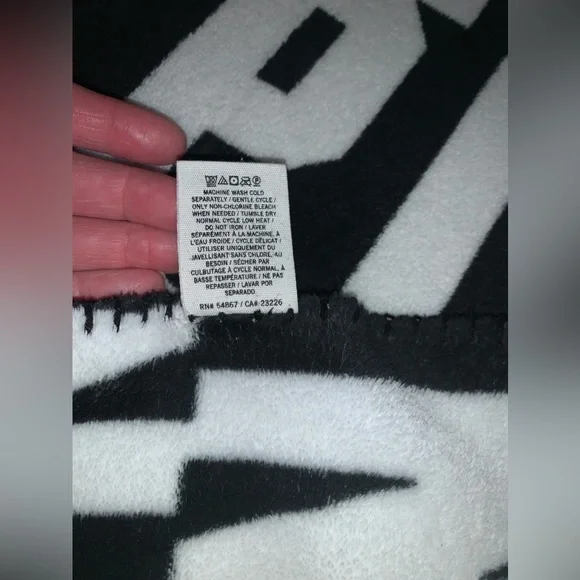 MACHINE WASH COLD
SEPARATELY / GENTLE CYCLE /
ONLY NON-CHLORINE BLEACH
WHEN NEEDED / TUMBLE DRY
NORMAL CYCLE LOW HEAT /
DO NOT IRON / LAVER
SÉPARÉMENT À LA MACHINE, À
L'EAU FROIDE / CYCLE DÉLICAT /
UTILISER UNIQUEMENT DU
JAVELLISANT SANS CHLORE, AU
BESOIN / SÉCHER PAR
CULBUTAGE À CYCLE NORMAL, À
BASSE TEMPÉRATURE / NE PAS
REPASSER / LAVAR POR
SEPARADO
RN# 54867 / CA# 23226